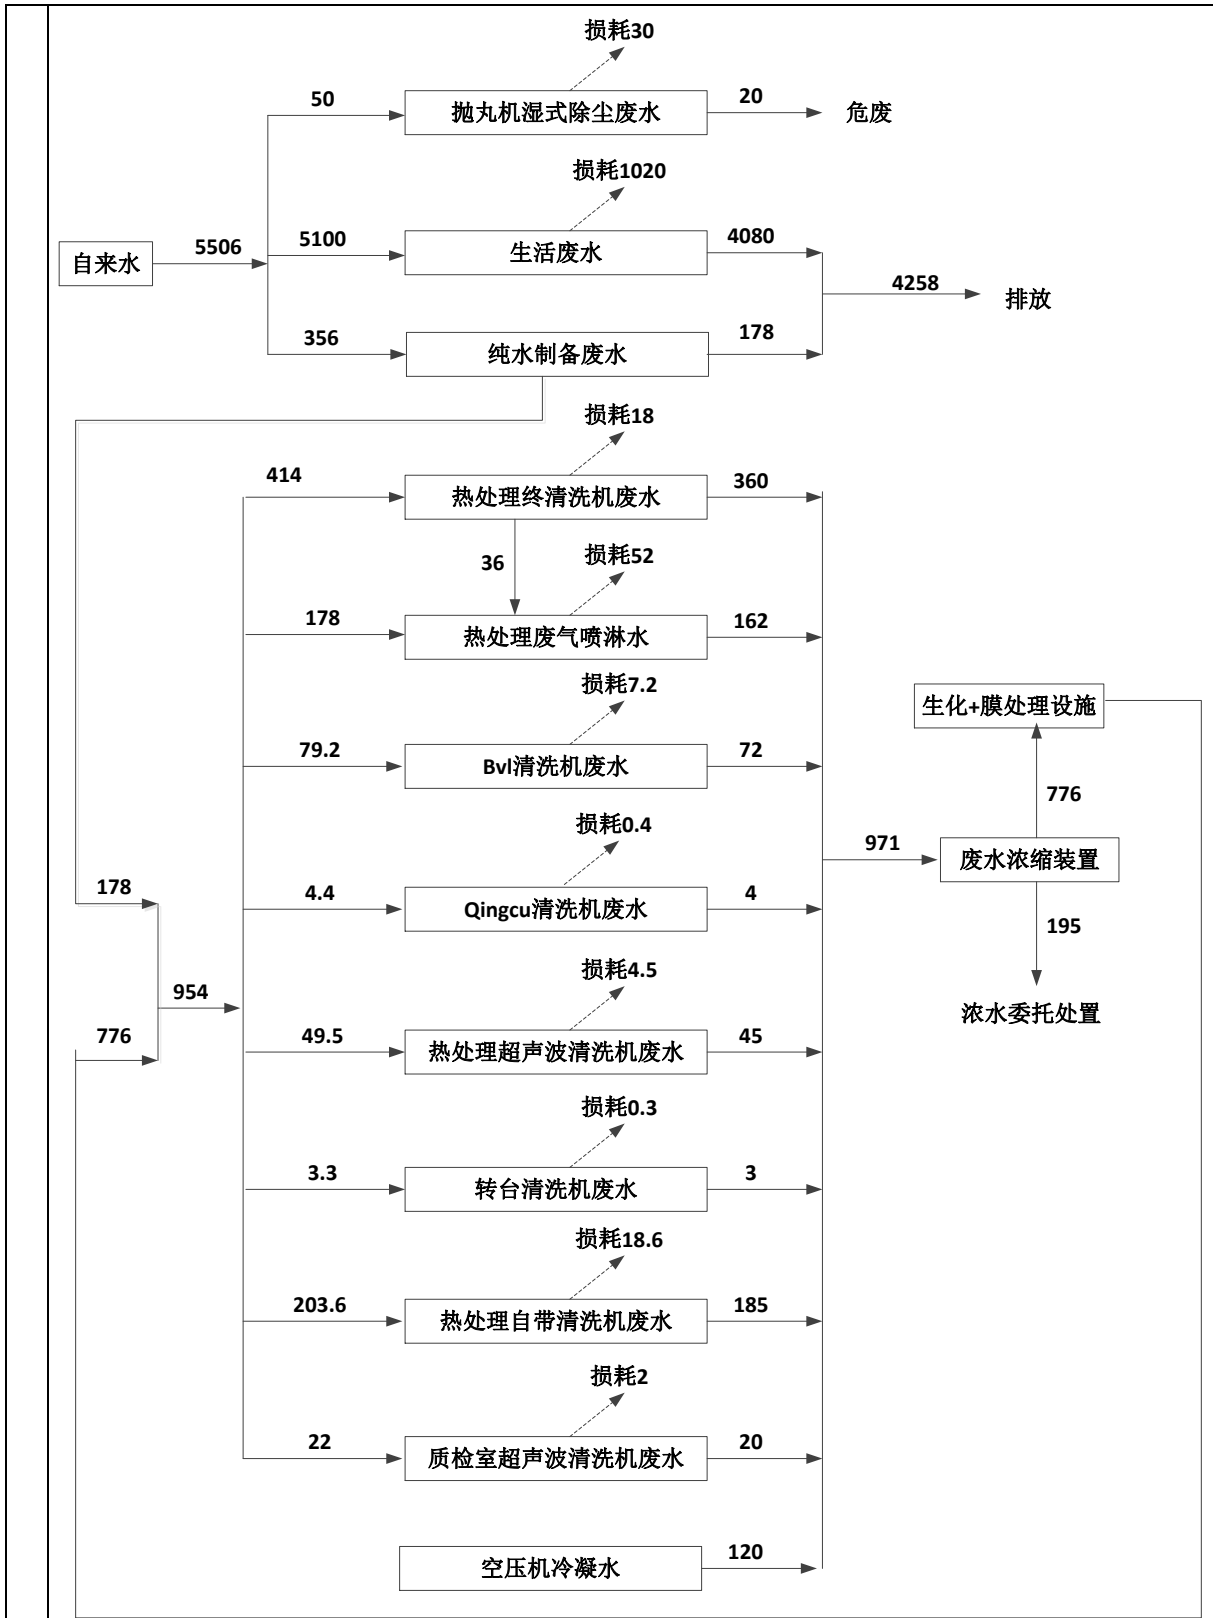 损耗30
50
抛丸机湿式除尘废水
20
危废
损耗1020
自来水
5506
5100
生活废水
4080
4258
排放
356
纯水制备废水
178
损耗18
414
热处理终清洗机废水
360
36
损耗52
178
热处理废气喷淋水
162
损耗7.2
生化+膜处理设施
79.2
Bvl清洗机废水
72
776
损耗0.4
971
废水浓缩装置
178
4.4
Qingcu清洗机废水
4
195
损耗4.5
954
浓水委托处置
776
49.5
热处理超声波清洗机废水
45
损耗0.3
3.3
转台清洗机废水
3
损耗18.6
203.6
热处理自带清洗机废水
185
损耗2
22
质检室超声波清洗机废水
20
空压机冷凝水
120